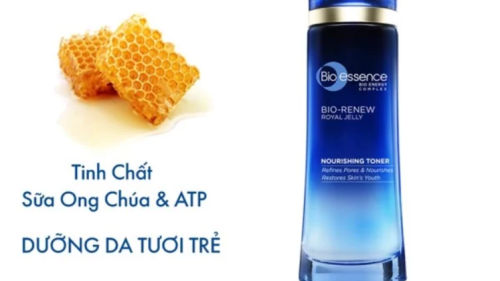 Tinh Chất
Sữa Ong Chúa & ATP
DƯỠNG DA TƯƠI TRẺ
Bio essence
BIO ENERGY
COMPLEX
BIO-RENEW
ROYAL JELLY
NOURISHING TONER
Refines Pores & Nourishes
Restores Skin's Youth